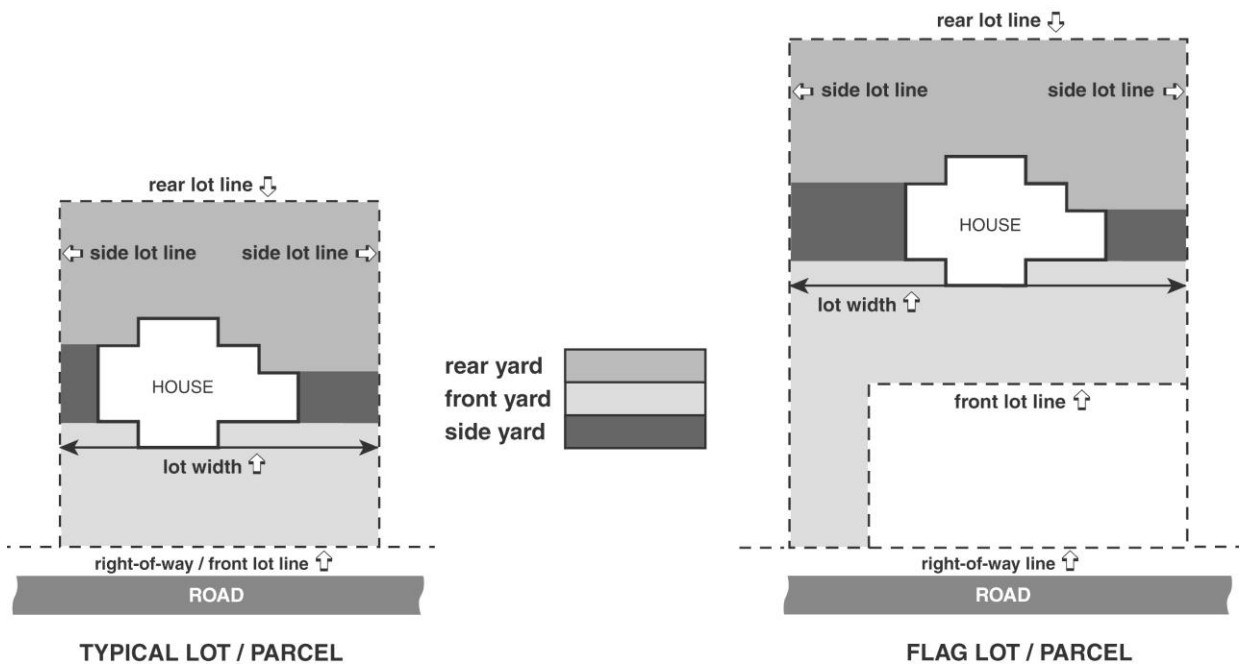 rear lot line
side lot line
side lot line
HOUSE
lot width
right-of-way / front lot line
ROAD
TYPICAL LOT / PARCEL
rear yard
front yard
side yard
rear lot line
side lot line
side lot line
HOUSE
lot width
front lot line
right-of-way line
ROAD
FLAG LOT / PARCEL